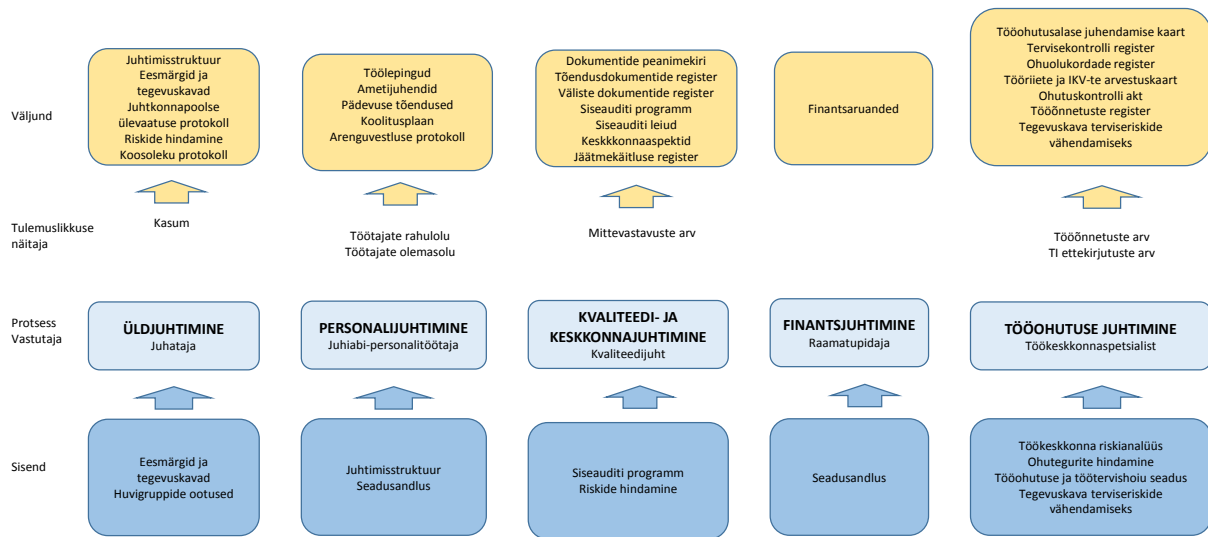 Väljund
Juhtimisstruktuur
Eesmärgid ja
tegevuskavad
Juhtkonnapoolse
ülevaatuse protokoll
Riskide hindamine
Koosoleku protokoll
Töölepingud
Ametijuhendid
Pädevuse tõendused
Koolitusplaan
Arenguvestluse protokoll
Dokumentide peanimekiri
Tõendusdokumentide register
Väliste dokumentide register
Siseauditi programm
Siseauditi leiud
Keskkkonnaaspektid
Jäätmekäitluse register
Finantsaruanded
Tööohutusalase juhendamise kaart
Tervisekontrolli register
Ohuolukordade register
Tööriiete ja IKV-te arvestuskaart
Ohutuskontrolli akt
Tööõnnetuste register
Tegevuskava terviseriskide
vähendamiseks
Tulemuslikkuse
näitaja
Kasum
Töötajate rahulolu
Töötajate olemasolu
Mittevastavuste arv
Tööõnnetuste arv
TI ettekirjutuste arv
Protsess
Vastutaja
ÜLDJUHTIMINE
Juhataja
PERSONALIJUHTIMINE
Juhiabi-personalitöötaja
KVALITEEDI- JA
KESKKONNAJUHTIMINE
Kvaliteedijuht
FINANTSJUHTIMINE
Raamatupidaja
TÖÖOHUTUSE JUHTIMINE
Töökeskkonnaspetsialist
Sisend
Eesmärgid ja
tegevuskavad
Huvigruppide ootused
Juhtimisstruktuur
Seadusandlus
Siseauditi programm
Riskide hindamine
Seadusandlus
Töökeskkonna riskianalüüs
Ohutegurite hindamine
Tööohutuse ja töötervishoiu seadus
Tegevuskava terviseriskide
vähendamiseks